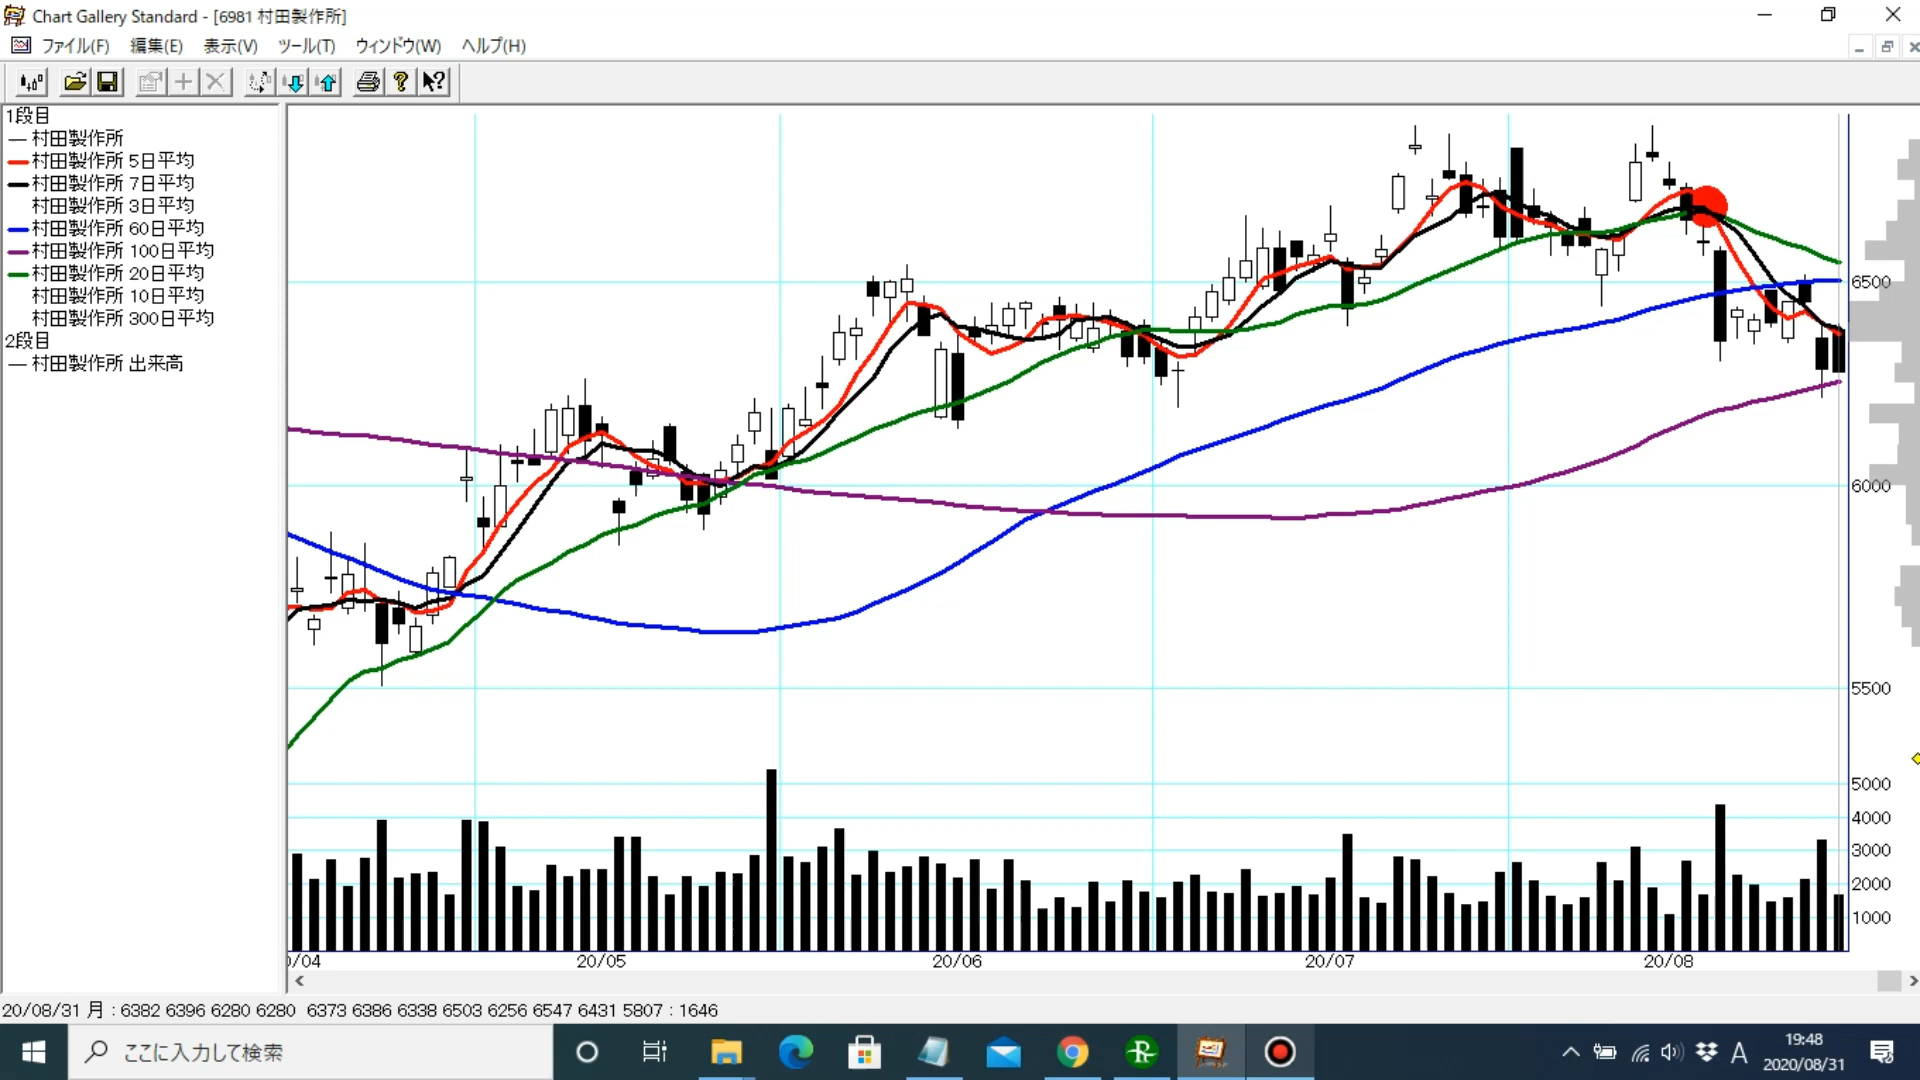 Chart Gallery Standard - [6981 村田製作所]
ファイル(F) 編集(E) 表示(V) ツール(T) ウィンドウ(W) ヘルプ(H)
1段目
村田製作所
村田製作所 5日平均
村田製作所 7日平均
村田製作所 3日平均
村田製作所 60日平均
村田製作所 100日平均
村田製作所 20日平均
村田製作所 10日平均
村田製作所 300日平均
2段目
村田製作所 出来高
6500
6000
5500
5000
4000
3000
2000
1000
/04 20/05 20/06 20/07 20/08
20/08/31 月 : 6382 6396 6280 6280 6373 6386 6338 6503 6256 6547 6431 5807 : 1646
ここに入力して検索
A
19:48
2020/08/31